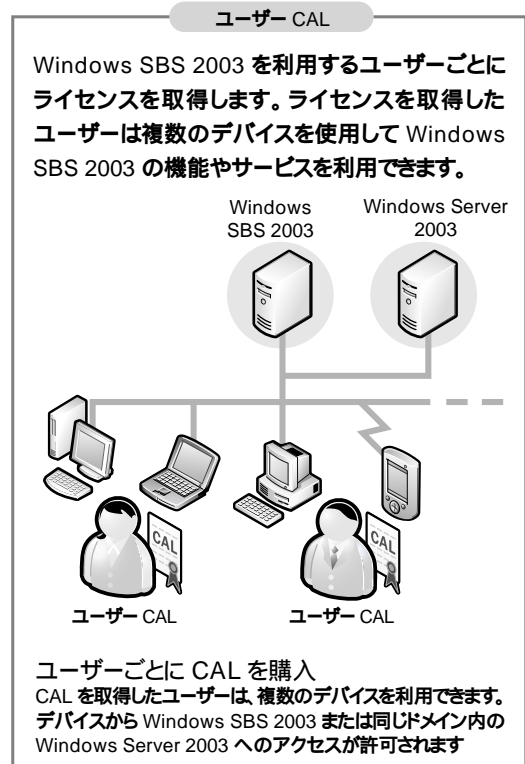 ユーザー CAL
Windows SBS 2003 を利用するユーザーごとに
ライセンスを取得します。ライセンスを取得した
ユーザーは複数のデバイスを使用して Windows
SBS 2003 の機能やサービスを利用できます。
Windows
SBS 2003
Windows Server
2003
CAL
CAL
ユーザー CAL
ユーザー CAL
ユーザーごとに CAL を購入
CAL を取得したユーザーは、複数のデバイスを利用できます。
デバイスから Windows SBS 2003 または同じドメイン内の
Windows Server 2003 へのアクセスが許可されます